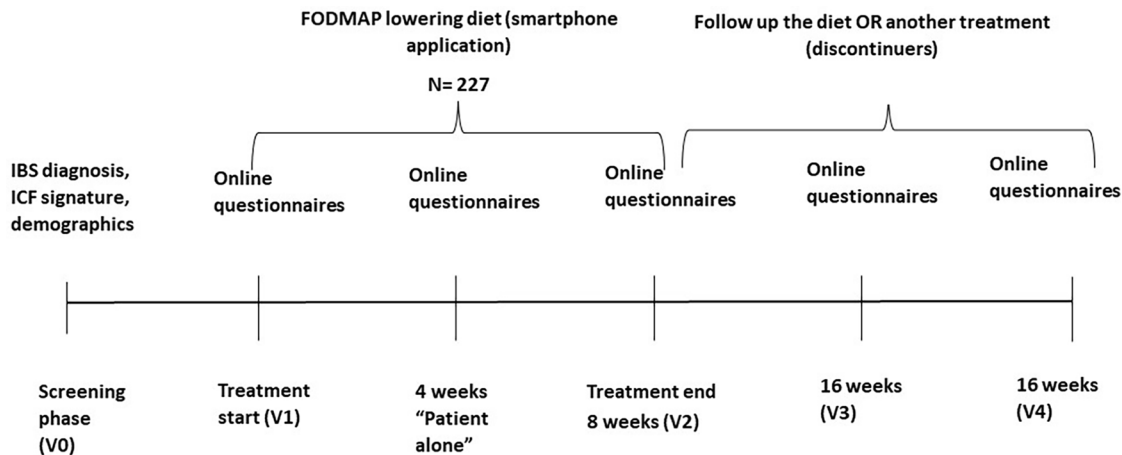 FODMAP lowering diet (smartphone
application)
N= 227
Follow up the diet OR another treatment
(discontinuers)
IBS diagnosis,
ICF signature,
demographics
Online
questionnaires
Online
questionnaires
Online
questionnaires
Online
questionnaires
Online
questionnaires
Screening
phase
(V0)
Treatment
start (V1)
4 weeks
“Patient
alone”
Treatment end
8 weeks (V2)
16 weeks
(V3)
16 weeks
(V4)